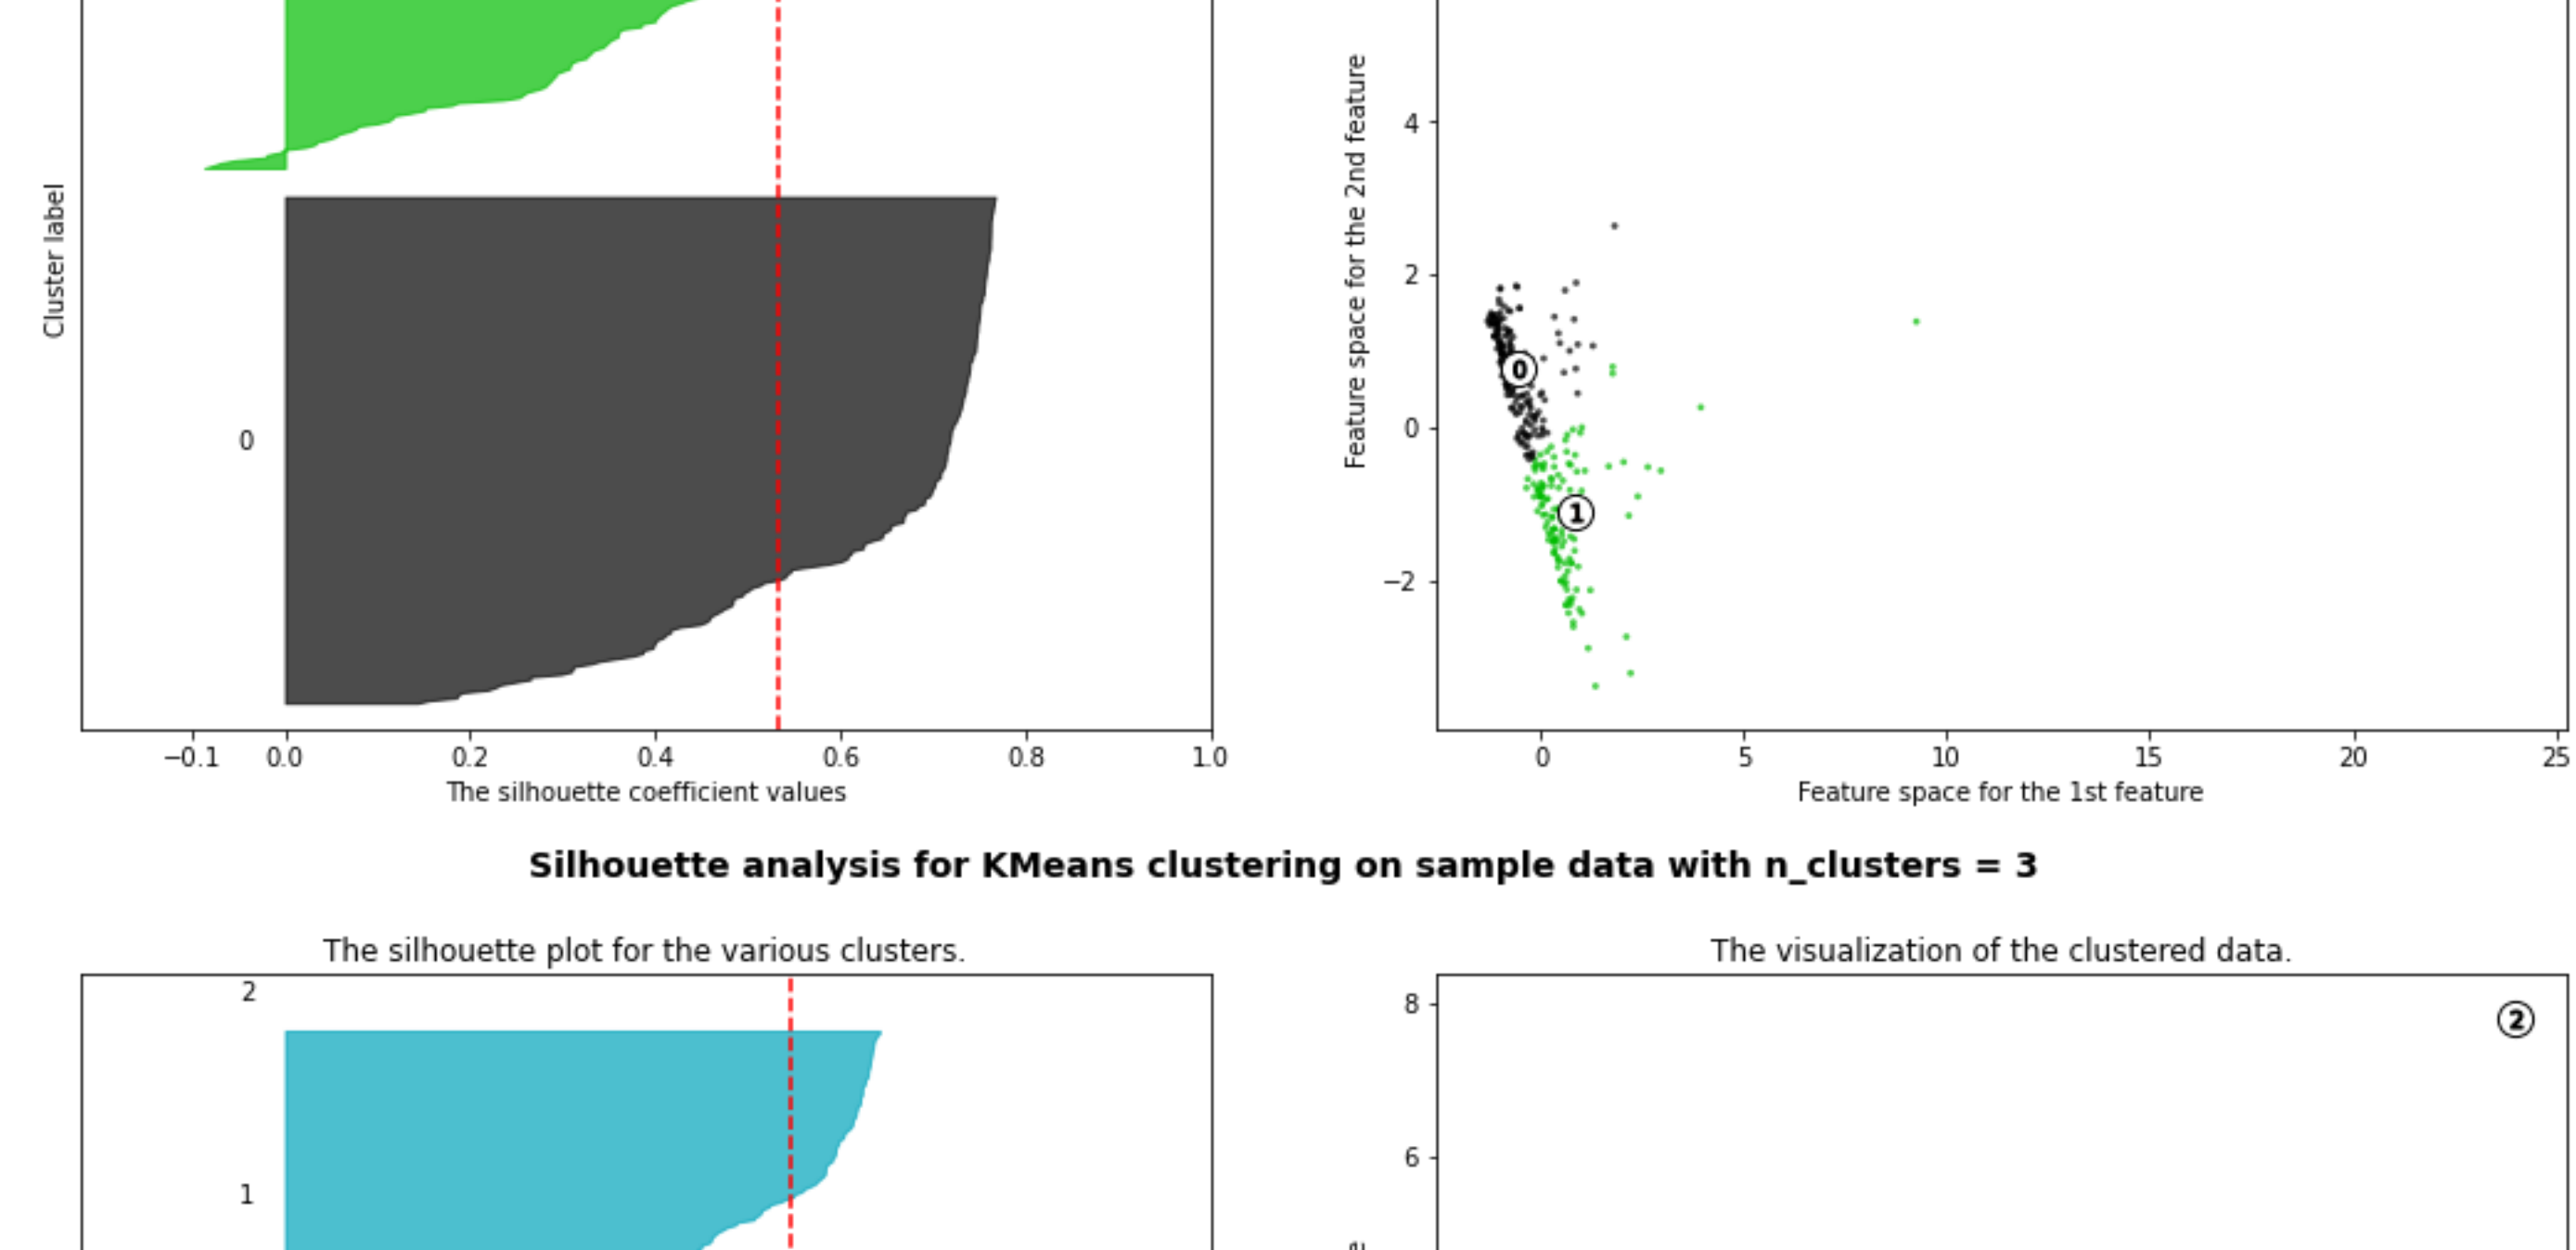 Cluster label
0
−0.1 0.0 0.2 0.4 0.6 0.8 1.0
The silhouette coefficient values
Feature space for the 2nd feature
4
2
0
−2
0
1
0 5 10 15 20 25
Feature space for the 1st feature
Silhouette analysis for KMeans clustering on sample data with n_clusters = 3
The silhouette plot for the various clusters.
2
1
The visualization of the clustered data.
8
6
2